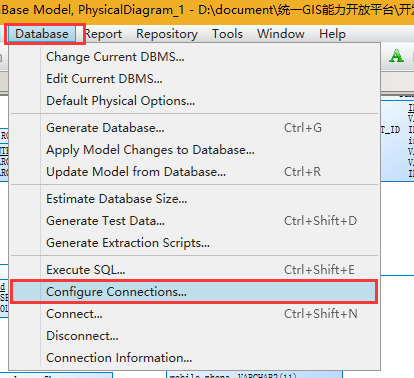 Base Model, PhysicalDiagram_1 - D:\document\统一GIS能力开放平台\开
Database Report Repository Tools Window Help
Change Current DBMS...
Edit Current DBMS...
Default Physical Options...
Generate Database... Ctrl+G
Apply Model Changes to Database...
Update Model from Database... Ctrl+R
Estimate Database Size...
Generate Test Data... Ctrl+Shift+D
Generate Extraction Scripts...
Execute SQL... Ctrl+Shift+E
Configure Connections...
Connect... Ctrl+Shift+N
Disconnect...
Connection Information...
mobile_phone VARCHAR2(11)